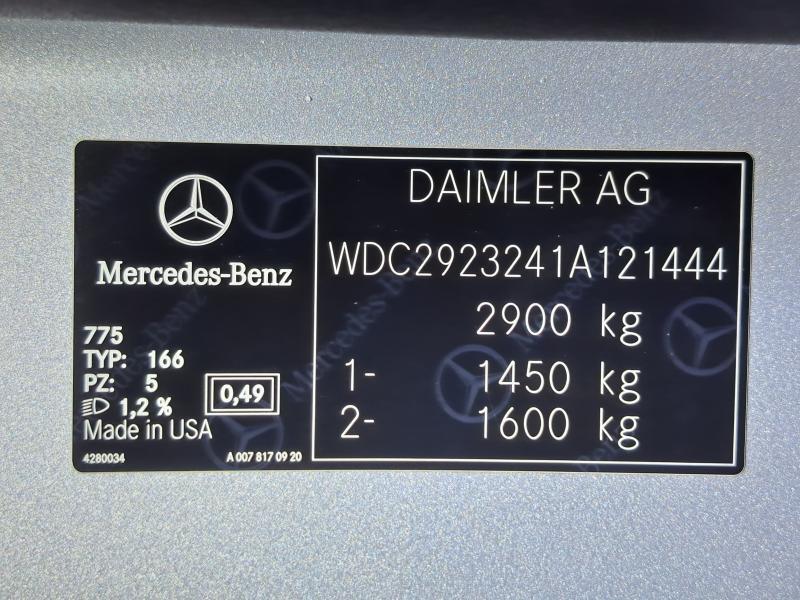 Mercedes-Benz
775
TYP: 166
PZ: 5
1,2 %
0,49
Made in USA
4280034
A 007 817 09 20
DAIMLER AG
WDC2923241A121444
2900 kg
1- 1450 kg
2- 1600 kg